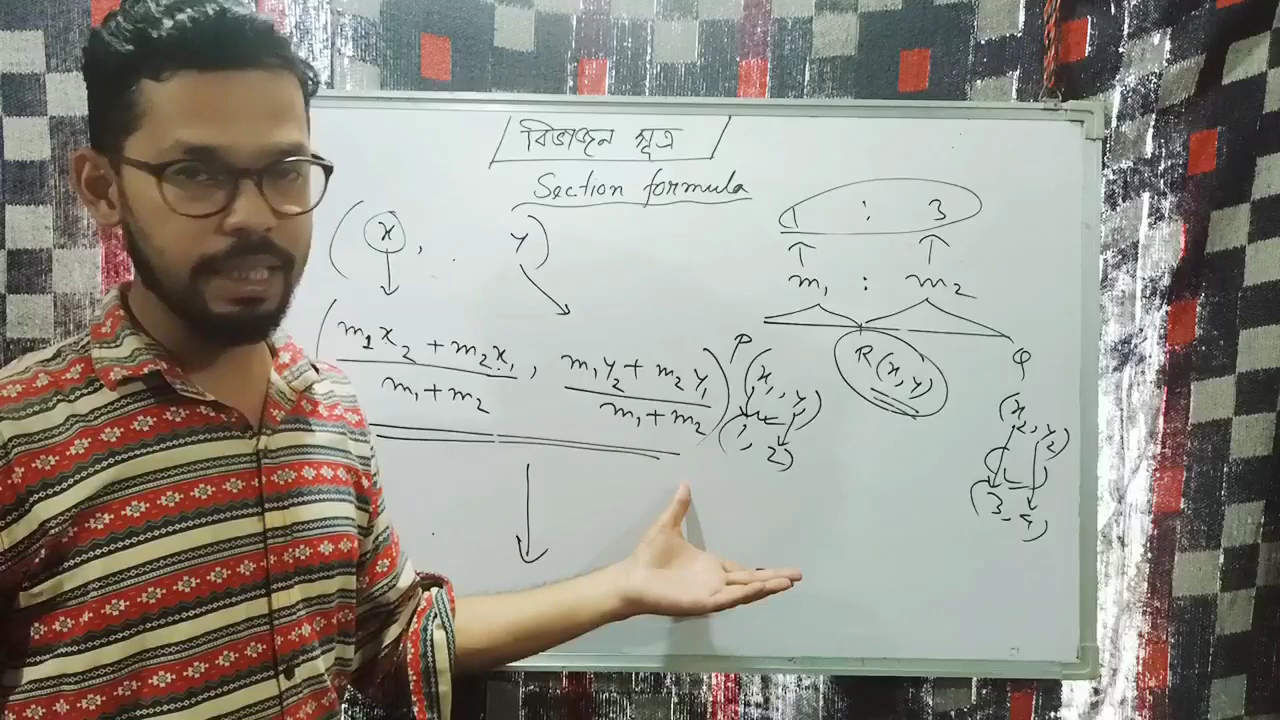 বিভাজন সূত্র
Section formula
(x, y)
1 : 3
m₁ : m₂
(m₁x₂ + m₂x₁ / m₁ + m₂, m₁y₂ + m₂y₁ / m₁ + m₂)
P R(x, y) Q
(x₁, y₁) (x₂, y₂)
(1, 2) (3, 5)